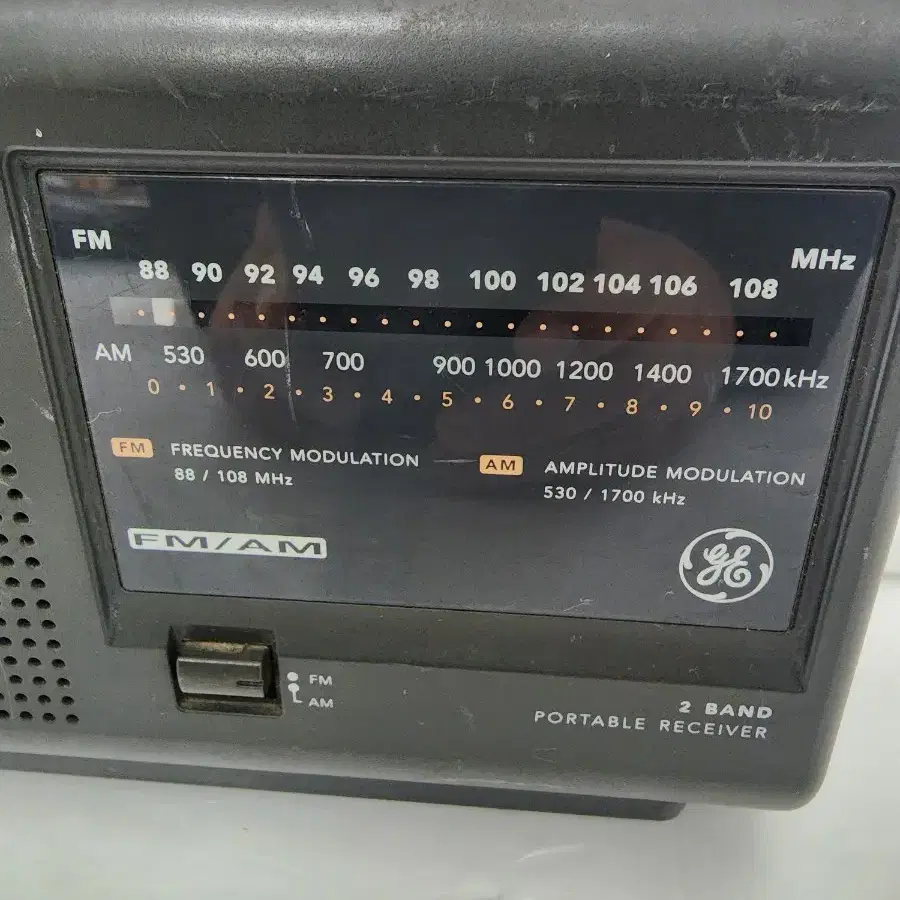 FM
MHz
88 90 92 94 96 98 100 102 104 106 108
AM 530 600 700 900 1000 1200 1400 1700 kHz
0 • 1 • 2 • 3 • 4 • 5 • 6 • 7 • 8 • 9 • 10
FM FREQUENCY MODULATION
88 / 108 MHz
AM AMPLITUDE MODULATION
530 / 1700 kHz
FM/AM
GE
FM
AM
2 BAND
PORTABLE RECEIVER